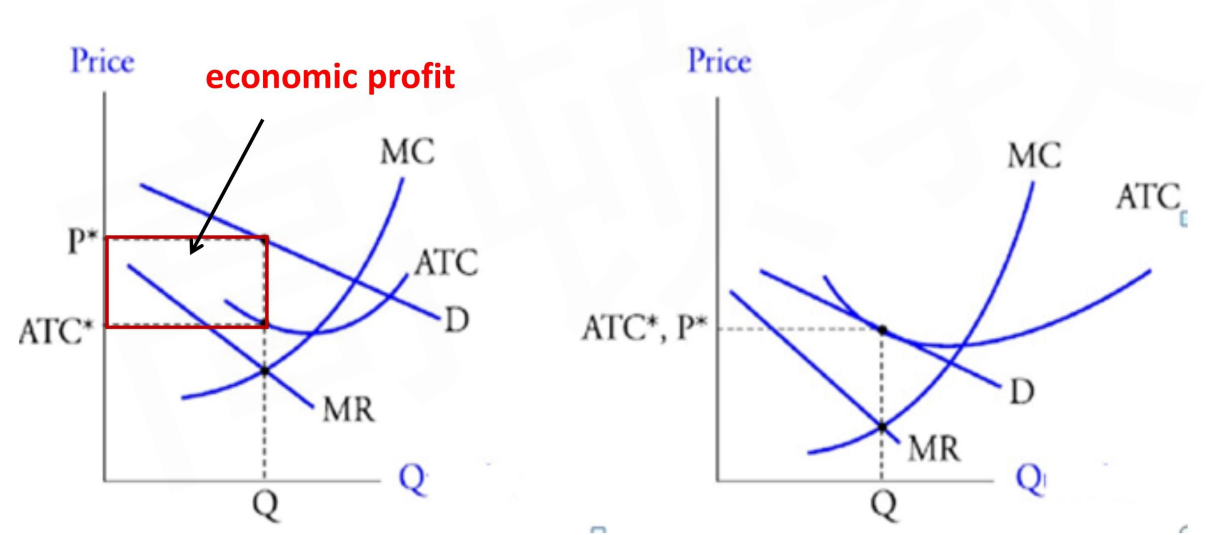 Price
economic profit
MC
P*
ATC
ATC*
D
MR
Q
Q
Price
MC
ATC
ATC*, P*
D
MR
Q
Q